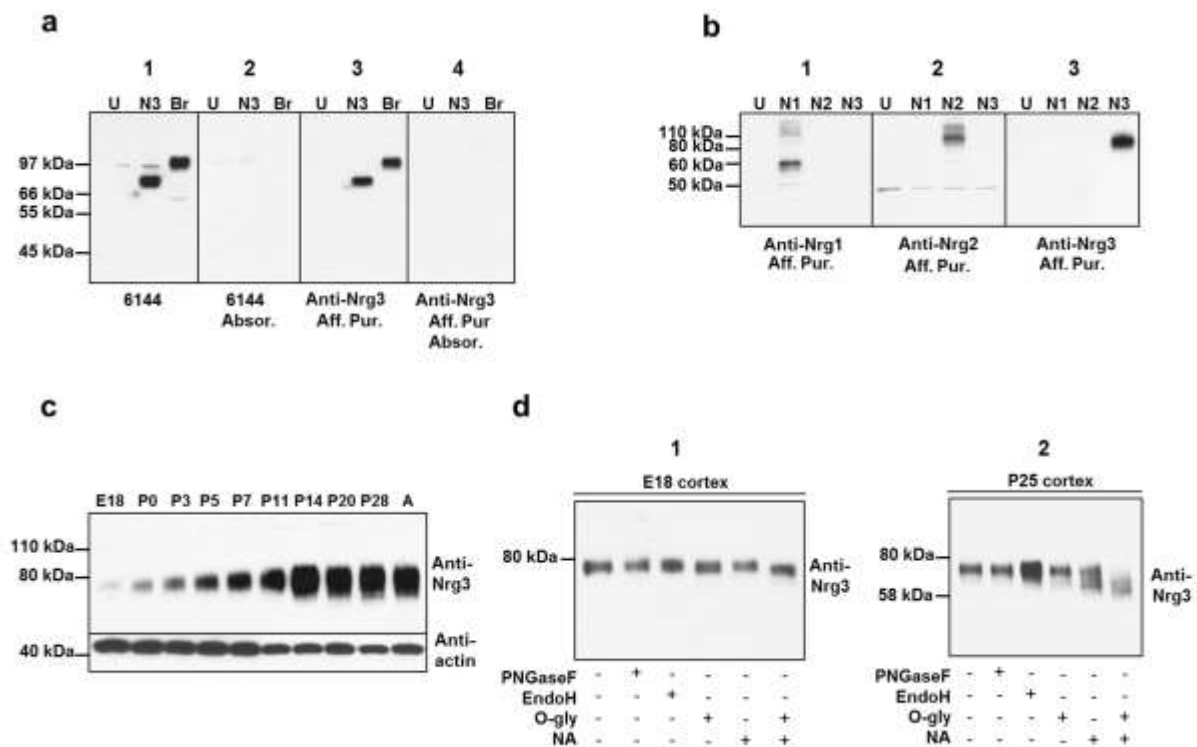 a
1 2 3 4
U N3 Br U N3 Br U N3 Br U N3 Br
97 kDa
66 kDa
55 kDa
45 kDa
6144
6144
Absor.
Anti-Nrg3
Aff. Pur.
Anti-Nrg3
Aff. Pur
Absor.
b
1 2 3
U N1 N2 N3 U N1 N2 N3 U N1 N2 N3
110 kDa
80 kDa
60 kDa
50 kDa
Anti-Nrg1
Aff. Pur.
Anti-Nrg2
Aff. Pur.
Anti-Nrg3
Aff. Pur.
c
E18 P0 P3 P5 P7 P11 P14 P20 P28 A
110 kDa
80 kDa
Anti-
Nrg3
40 kDa
Anti-
actin
d
1
E18 cortex
80 kDa
Anti-
Nrg3
PNGaseF - + - - - -
EndoH - - + - - -
O-gly - - - + - +
NA - - - - + +
2
P25 cortex
80 kDa
58 kDa
Anti-
Nrg3
PNGaseF - + - - - -
EndoH - - + - - -
O-gly - - - + - +
NA - - - - + +